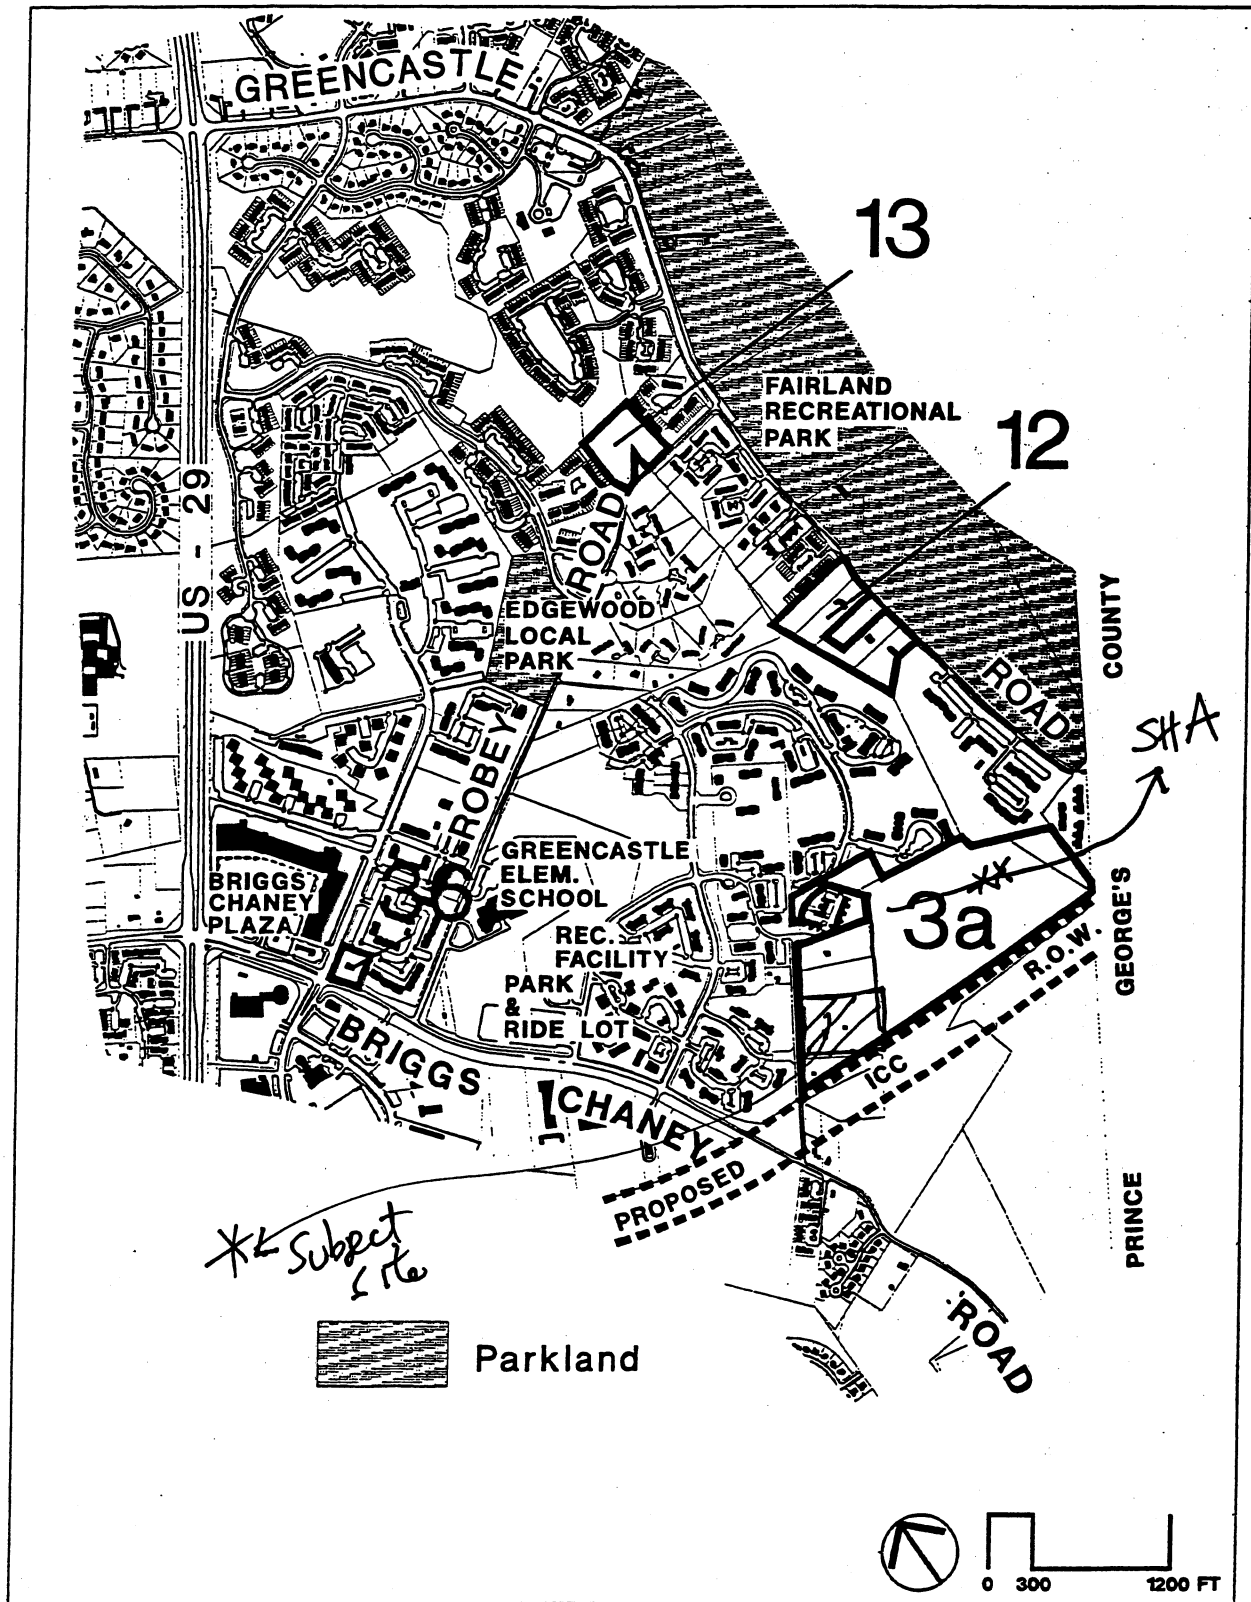 GREENCASTLE
13
FAIRLAND
RECREATIONAL
PARK
12
US - 29
ROAD
EDGEWOOD
LOCAL
PARK
COUNTY
ROAD
SHA
ROBEY
GREENCASTLE
ELEM.
SCHOOL
BRIGGS
CHANEY
PLAZA
6
**
3a
REC.
FACILITY
PARK
&
RIDE LOT
GEORGE'S
R.O.W.
ICC
BRIGGS
CHANEY
PROPOSED
PRINCE
* Subject
site
ROAD
Parkland
0 300 1200 FT